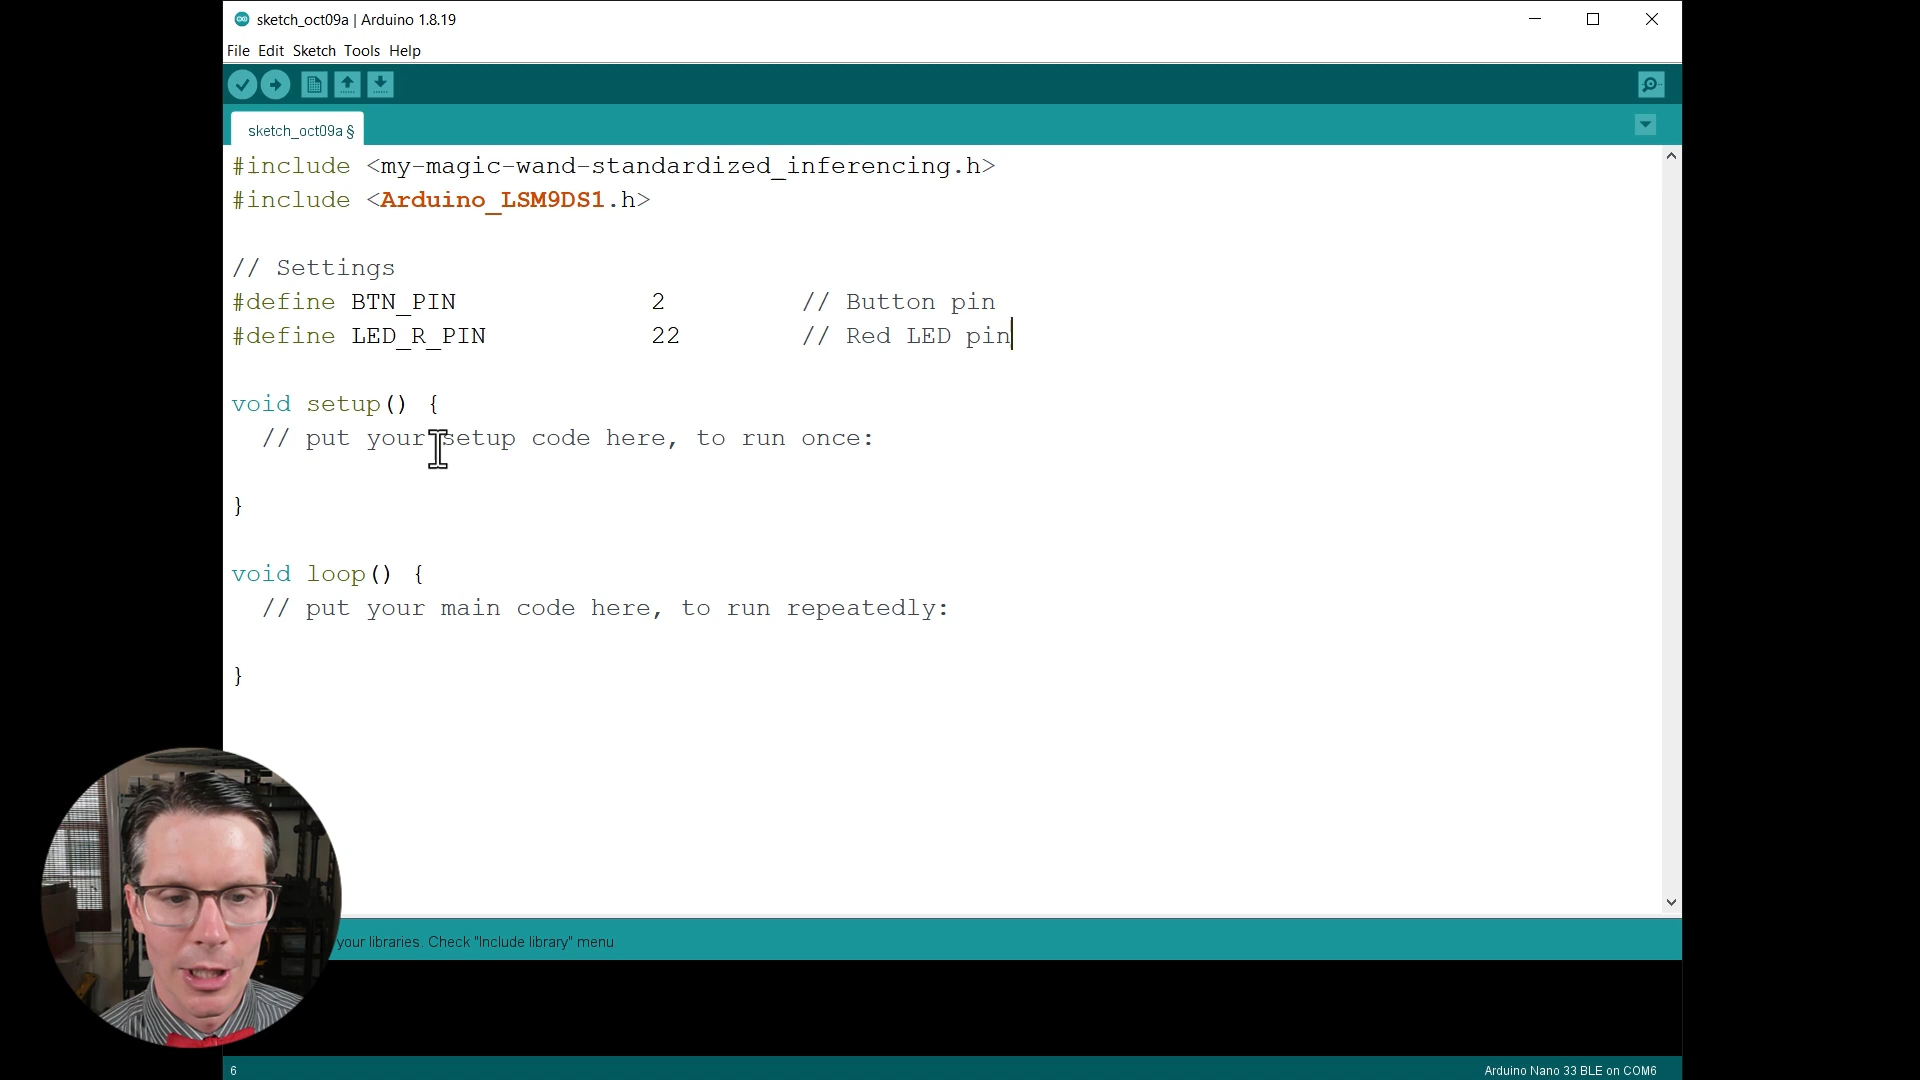 sketch_oct09a | Arduino 1.8.19
File Edit Sketch Tools Help
sketch_oct09a §
#include <my-magic-wand-standardized_inferencing.h>
#include <Arduino_LSM9DS1.h>
// Settings
#define BTN_PIN 2 // Button pin
#define LED_R_PIN 22 // Red LED pin
void setup() {
// put your setup code here, to run once:
}
void loop() {
// put your main code here, to run repeatedly:
}
your libraries. Check "Include library" menu
6
Arduino Nano 33 BLE on COM6